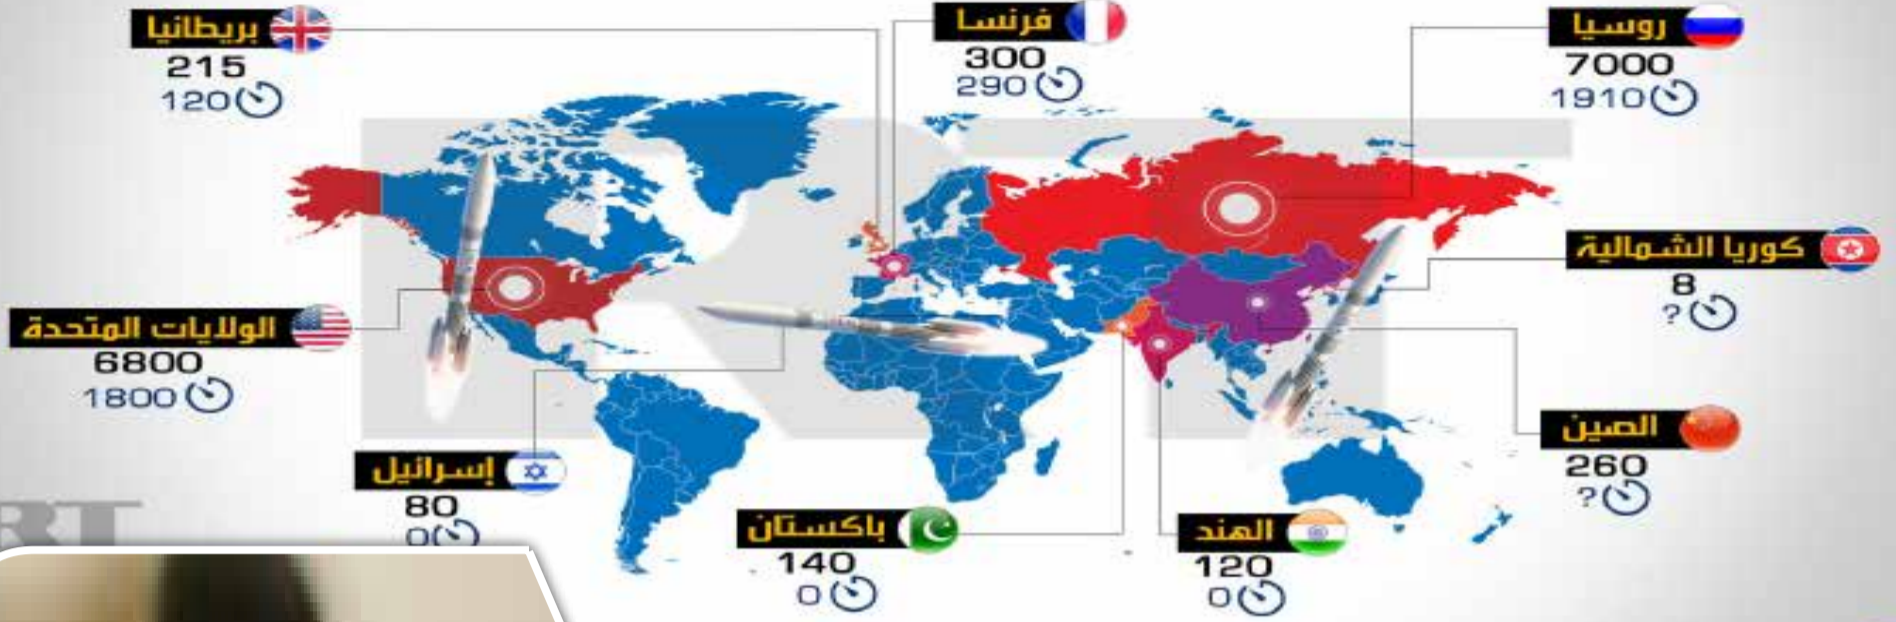 بريطانيا
215
120
فرنسا
300
290
روسيا
7000
1910
كوريا الشمالية
8
?
الولايات المتحدة
6800
1800
الصين
260
?
إسرائيل
80
0
باكستان
140
0
الهند
120
0
RT